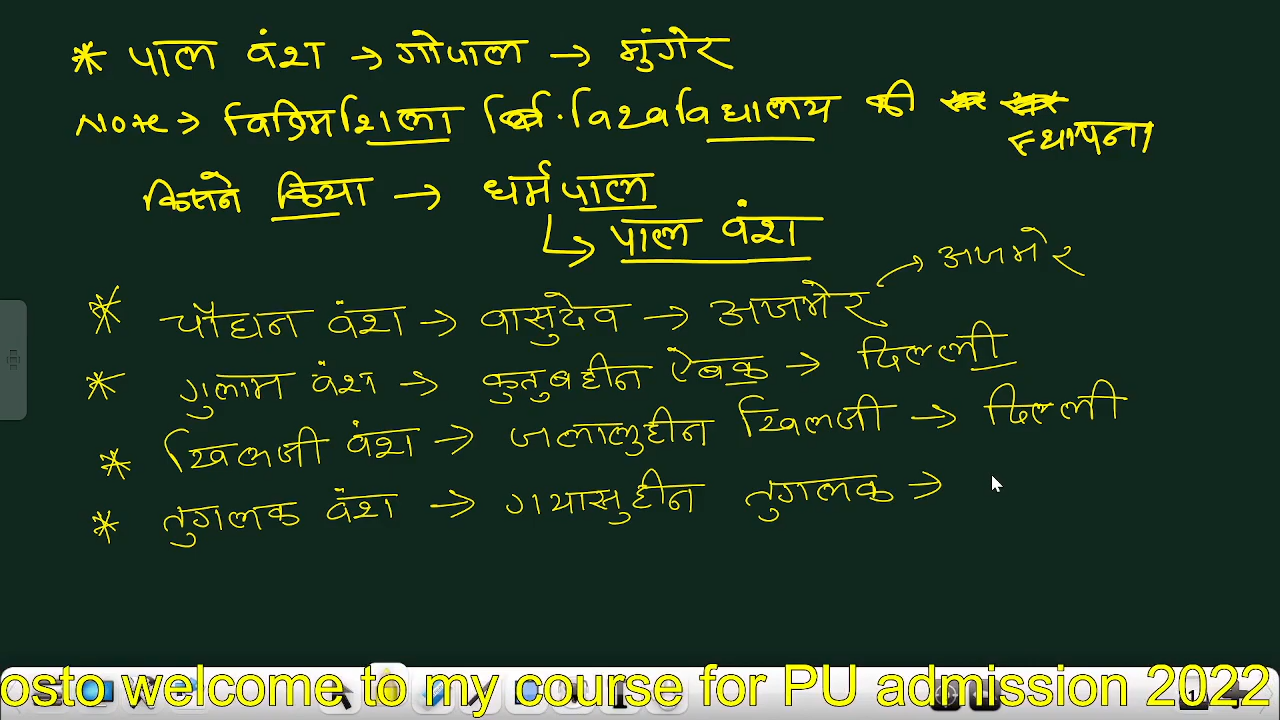 * पाल वंश → गोपाल → मुंगेर
Note → विक्रमशिला विश्वविद्यालय की स्थापना
किसने किया → धर्मपाल
↳ पाल वंश
* चौहान वंश → वासुदेव → अजमेर → अजमेर
* गुलाम वंश → कुतुबद्दीन ऐबक → दिल्ली
* खिलजी वंश → जलालुद्दीन खिलजी → दिल्ली
* तुगलक वंश → गयासुद्दीन तुगलक →
osto welcome to my course for PU admission 2022